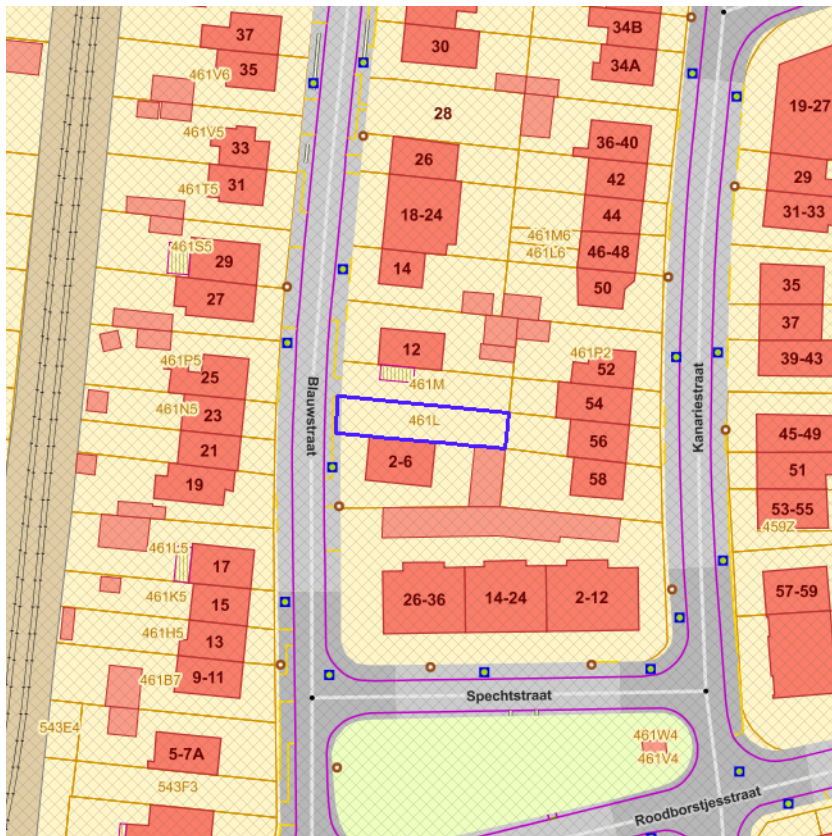 37
34B
30
35
34A
461V6
19-27
28
461V5
36-40
33
26
42
29
31
461T5
31-33
18-24
44
461M6
461S5
461L6
46-48
29
14
35
50
27
37
12
461P2
39-43
461P5
52
25
461M
54
461N5
23
461L
Blauwstraat
Kanariestraat
45-49
56
21
2-6
51
58
19
53-55
459Z
461L5
17
57-59
461K5
15
26-36
14-24
2-12
461H5
13
461B7
9-11
Spechtstraat
543E4
461W4
5-7A
461V4
543F3
Roodborstjesstraat